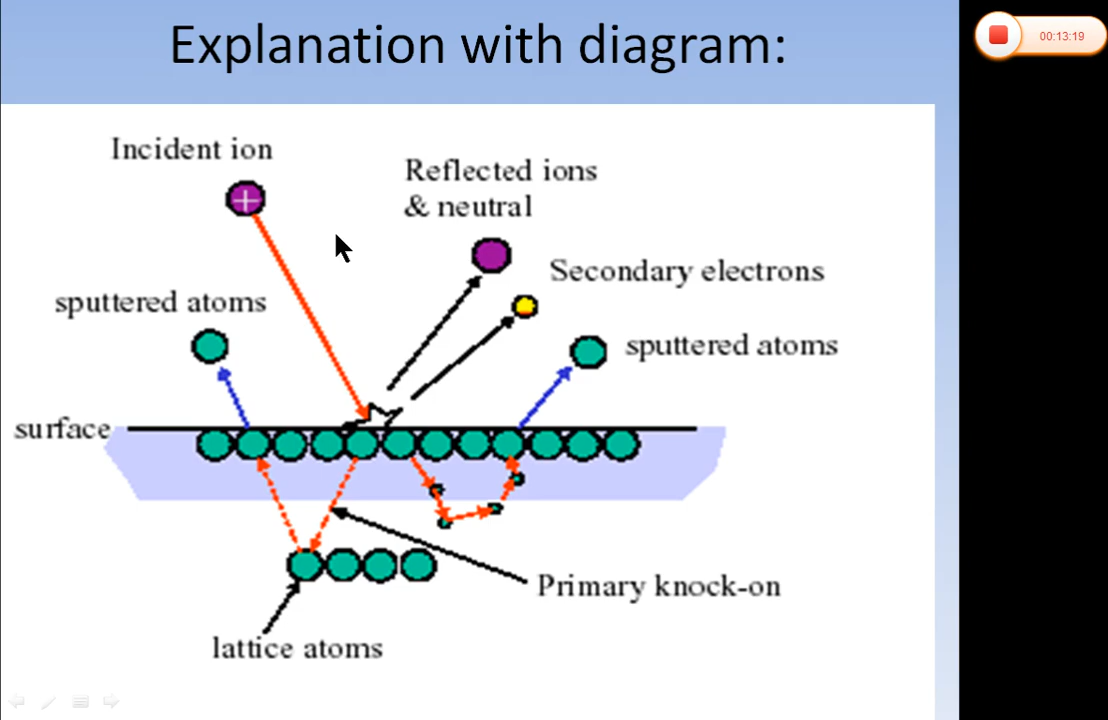 Explanation with diagram:
00:13:19
Incident ion
Reflected ions
& neutral
Secondary electrons
sputtered atoms
sputtered atoms
surface
Primary knock-on
lattice atoms